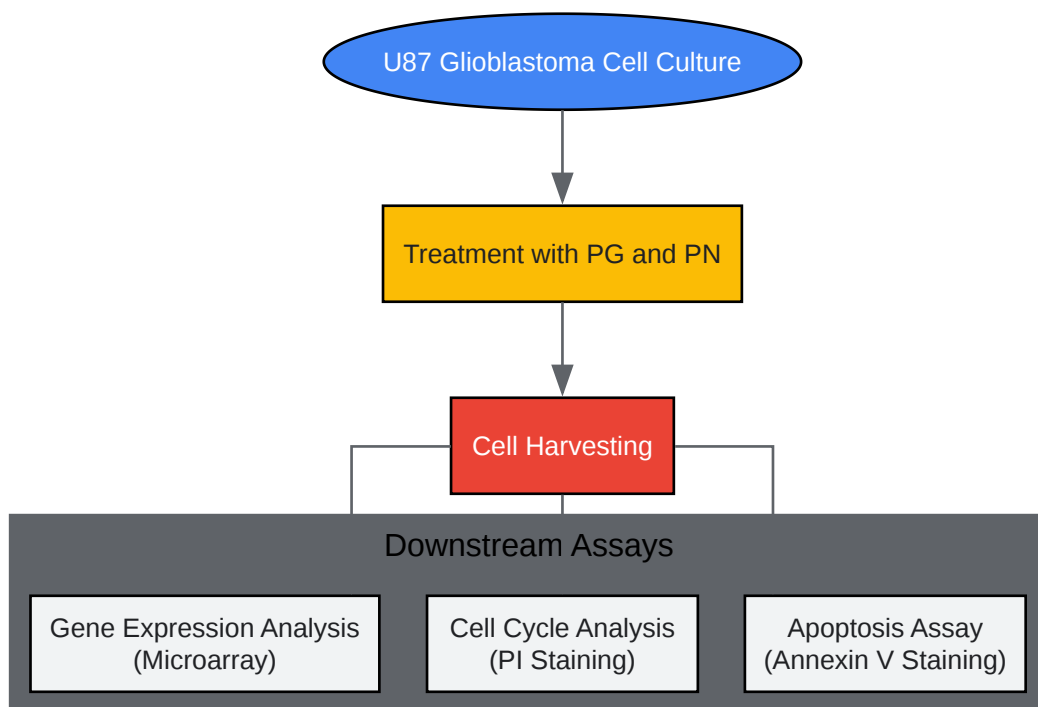 U87 Glioblastoma Cell Culture
Treatment with PG and PN
Cell Harvesting
Downstream Assays
Gene Expression Analysis
(Microarray)
Cell Cycle Analysis
(PI Staining)
Apoptosis Assay
(Annexin V Staining)